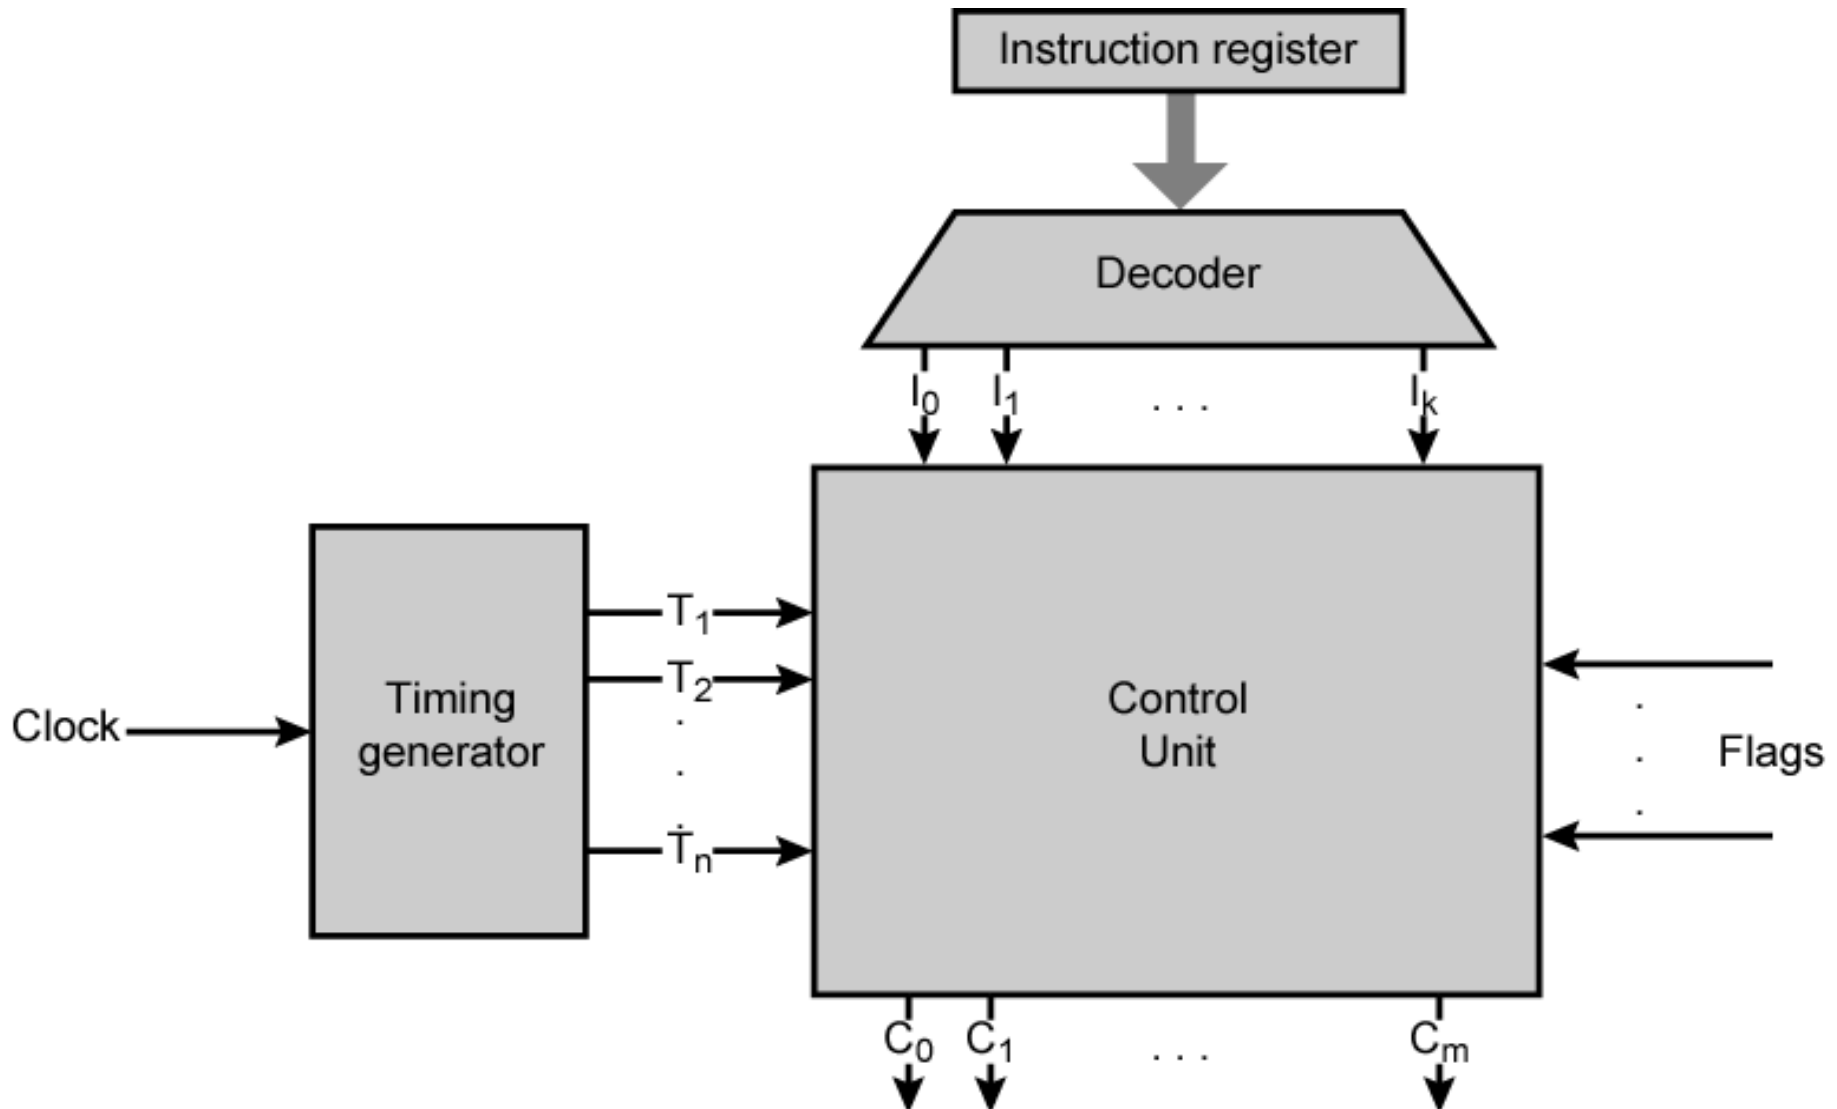 Instruction register
Decoder
I0 I1 . . . Ik
T1
T2
.
.
.
Tn
Clock
Timing
generator
Control
Unit
.
.
.
Flags
C0 C1 . . . Cm